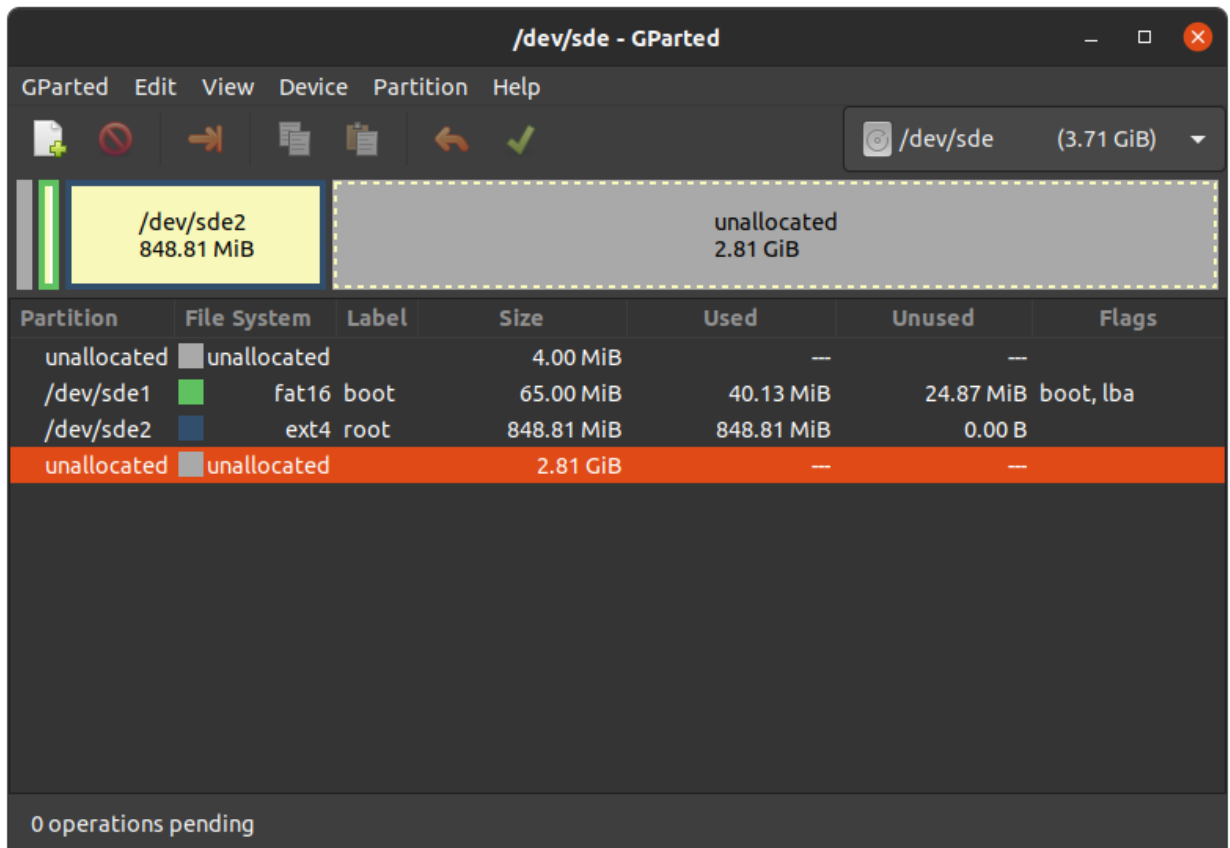 /dev/sde - GParted
GParted Edit View Device Partition Help
/dev/sde (3.71 GiB)
/dev/sde2
848.81 MiB
unallocated
2.81 GiB
Partition File System Label Size Used Unused Flags
unallocated unallocated 4.00 MiB --- ---
/dev/sde1 fat16 boot 65.00 MiB 40.13 MiB 24.87 MiB boot, lba
/dev/sde2 ext4 root 848.81 MiB 848.81 MiB 0.00 B
unallocated unallocated 2.81 GiB --- ---
0 operations pending